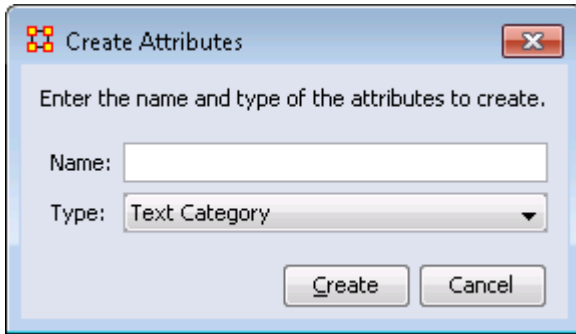 Create Attributes
Enter the name and type of the attributes to create.
Name:
Type: Text Category
Create Cancel